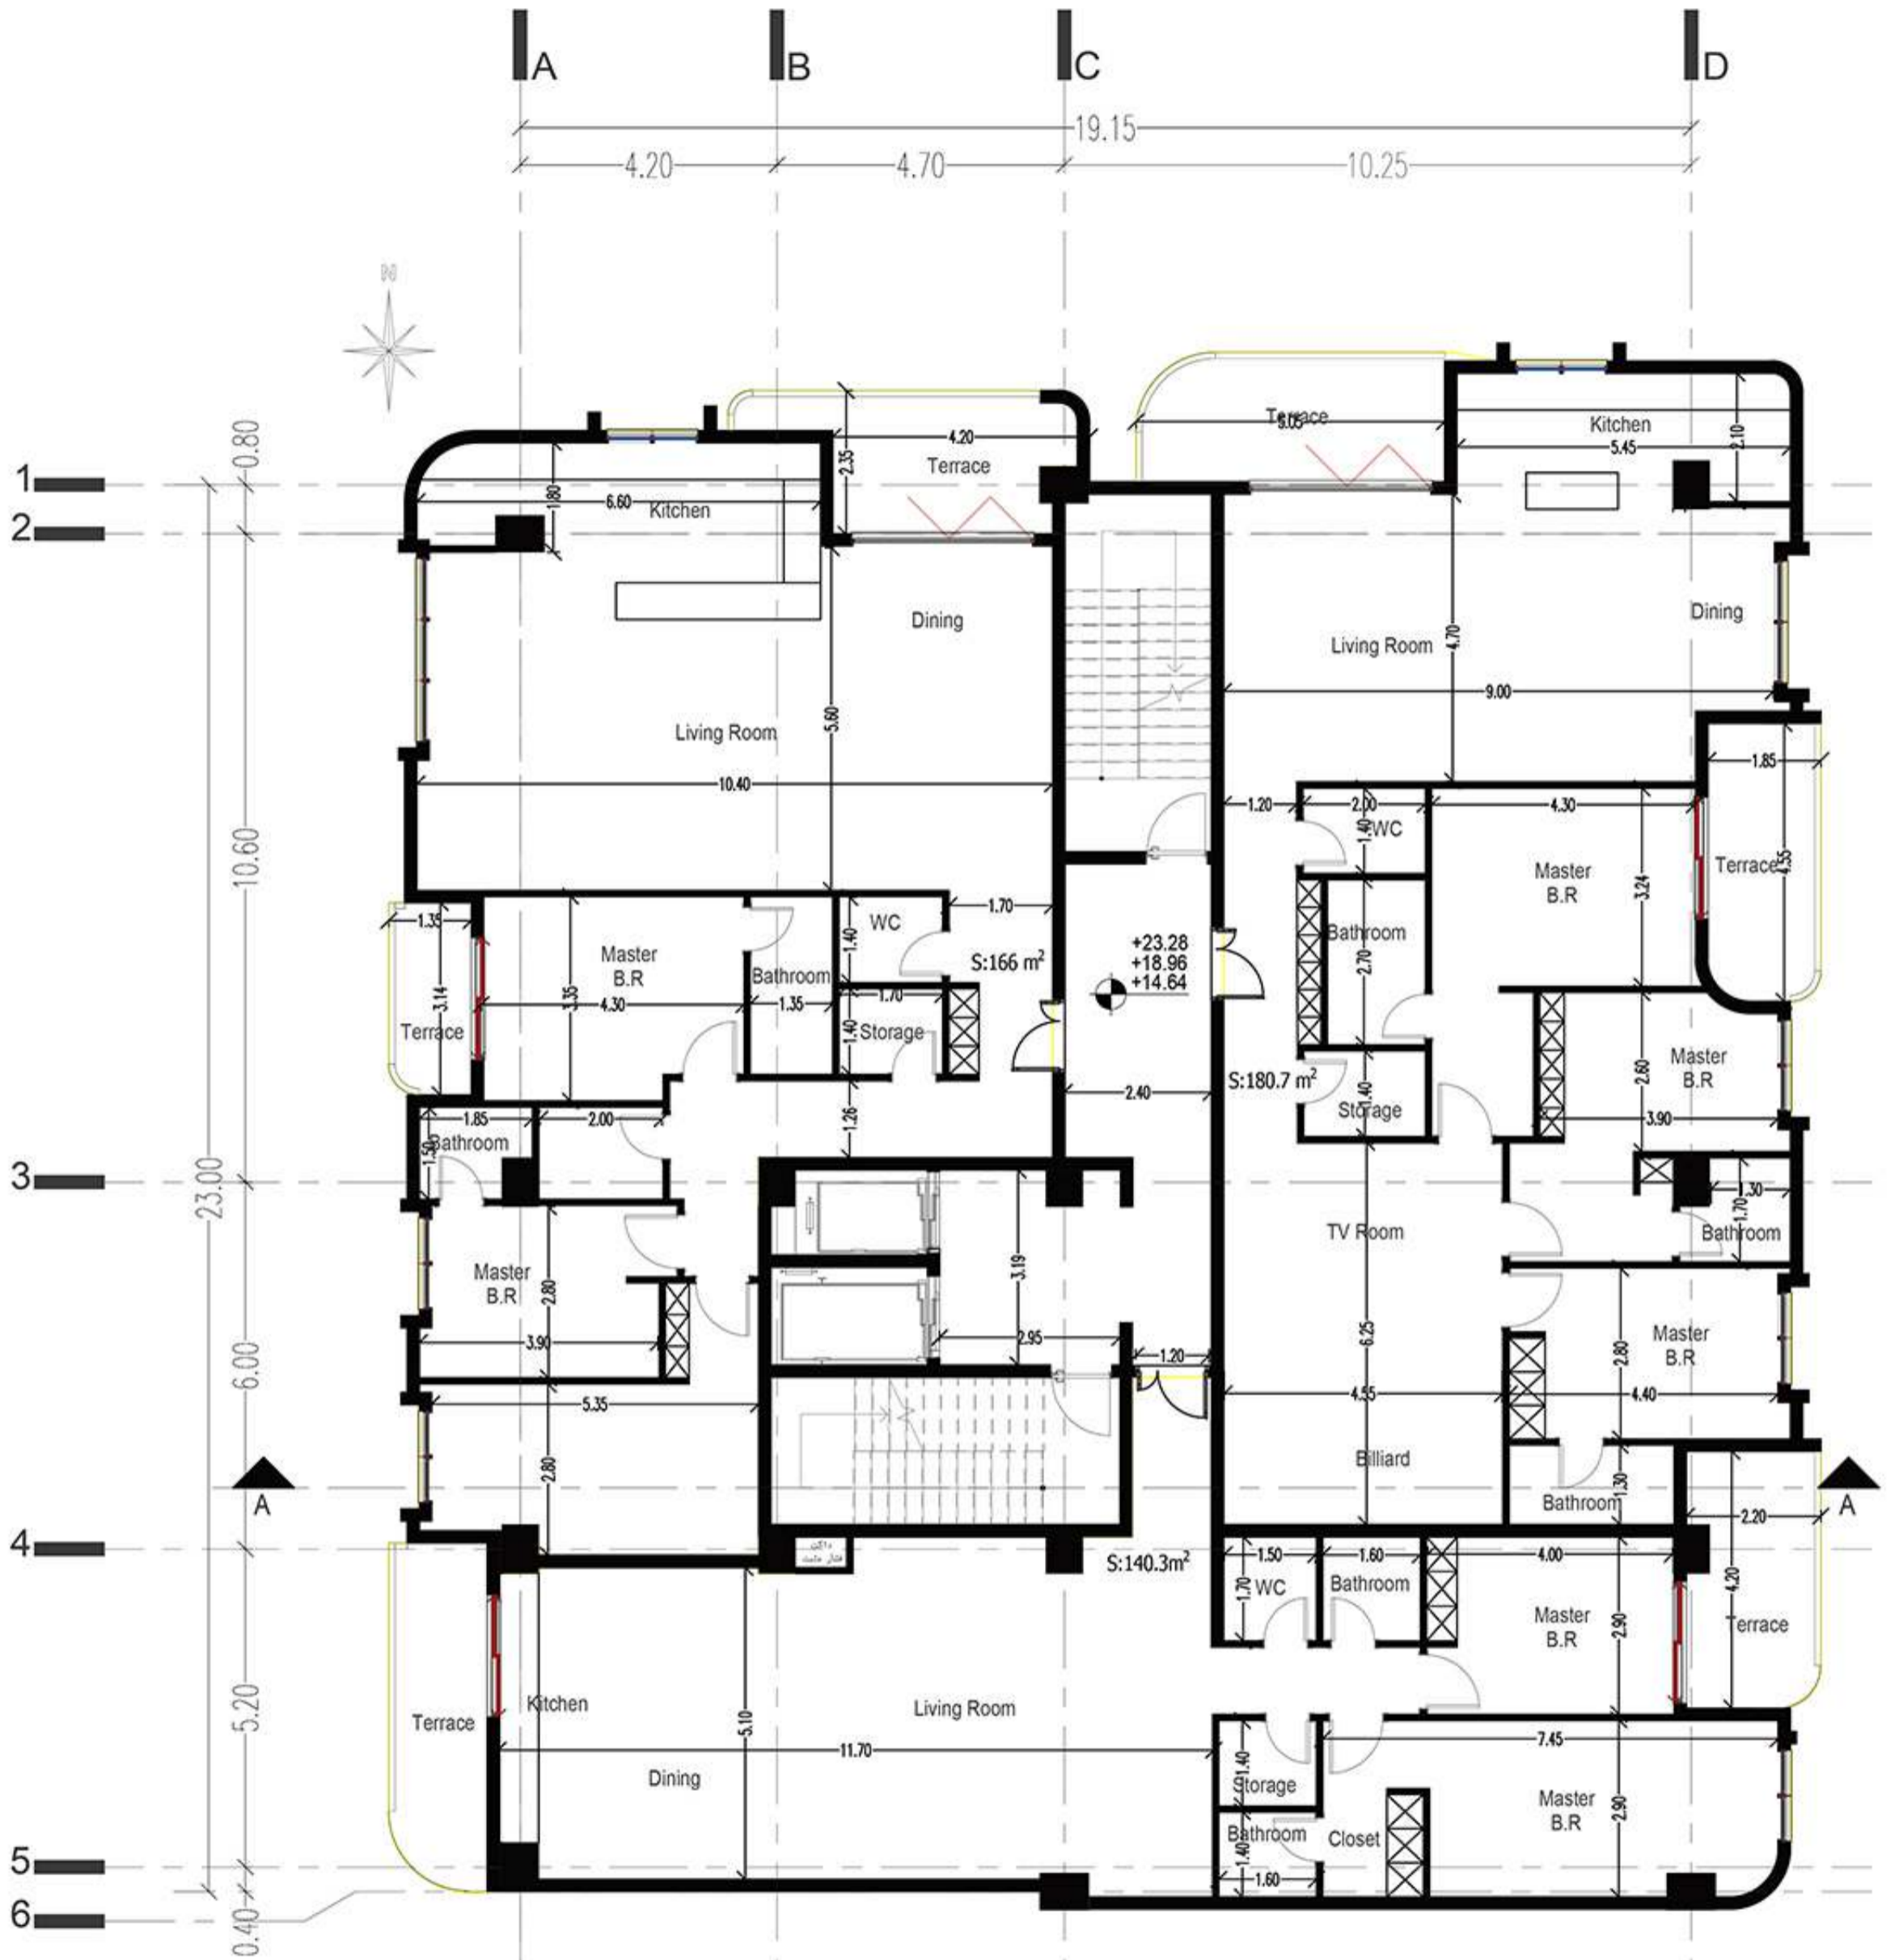 A
B
C
D
19.15
4.20
4.70
10.25
N
0.80
1
2
10.60
23.00
3
6.00
4
5.20
5
6
0.40
A
A
4.20
2.35
Terrace
1.80
6.60
Kitchen
Dining
Living Room
5.60
10.40
Terrace
5.05
Kitchen
5.45
2.10
Dining
Living Room
4.70
9.00
1.85
Terrace
4.55
1.20
2.00
4.30
1.40
WC
Master
B.R
3.24
Bathroom
2.70
S:180.7 m²
1.40
Storage
Master
B.R
2.60
3.90
1.30
1.70
Bathroom
TV Room
6.25
4.55
Billiard
Master
B.R
2.80
4.40
1.30
Bathroom
2.20
4.20
Terrace
1.35
3.14
Terrace
Master
B.R
3.35
4.30
Bathroom
1.35
WC
1.40
1.70
S:166 m²
1.70
1.40
Storage
1.26
+23.28
+18.96
+14.64
2.40
1.85
2.00
Bathroom
1.50
Master
B.R
2.80
3.90
5.35
2.80
3.19
2.95
1.20
داکت
S:140.3m²
1.50
1.60
4.00
1.70
WC
Bathroom
Master
B.R
2.90
Kitchen
Terrace
5.10
Living Room
11.70
Dining
7.45
1.40
Storage
Master
B.R
2.90
Bathroom
Closet
1.40
1.60